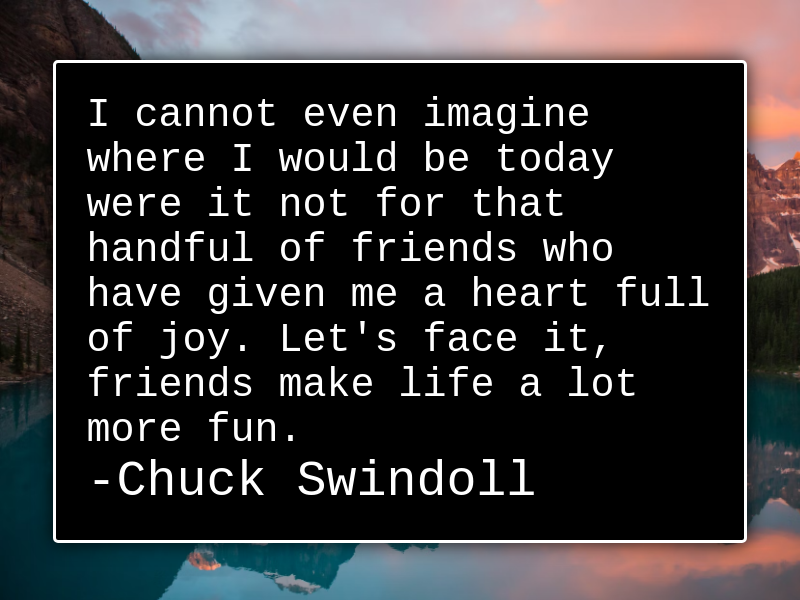 I cannot even imagine
where I would be today
were it not for that
handful of friends who
have given me a heart full
of joy. Let's face it,
friends make life a lot
more fun.
-Chuck Swindoll